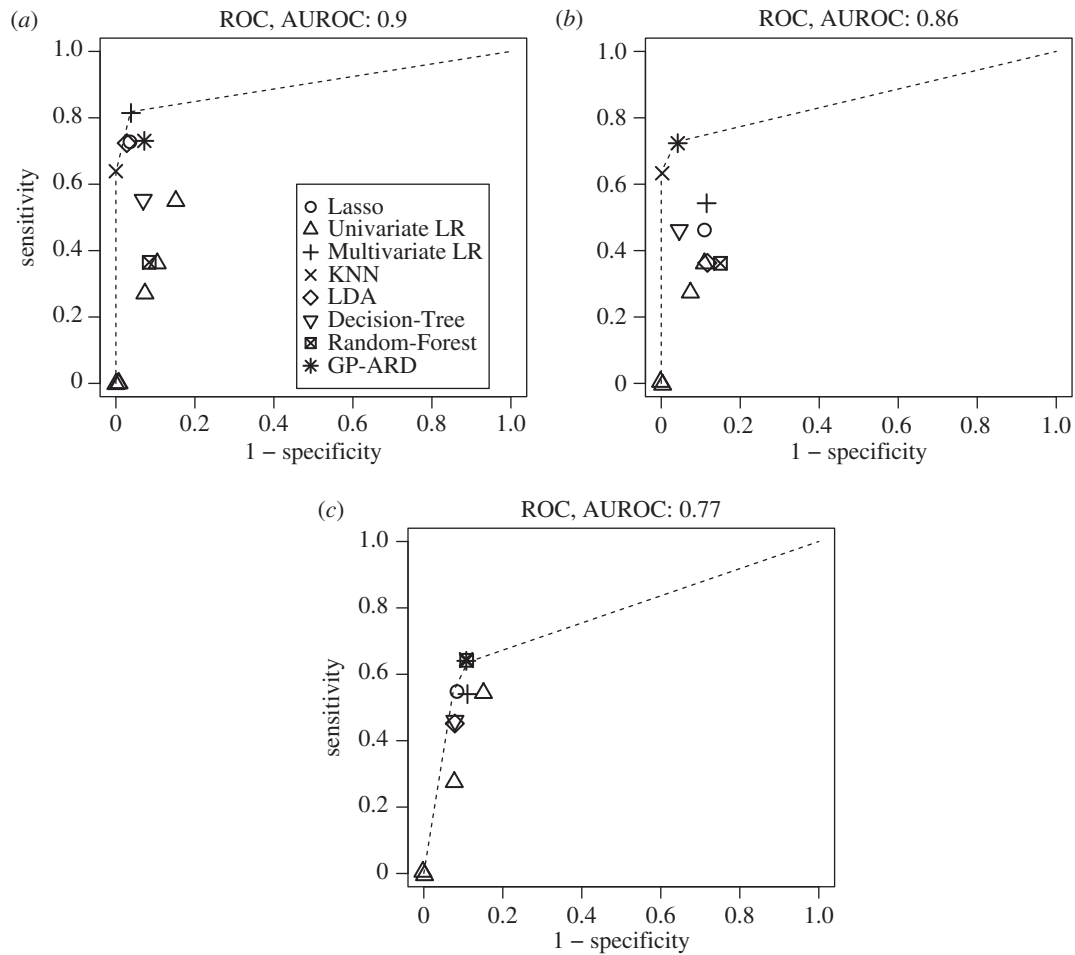 (a) ROC, AUROC: 0.9
1.0
0.8
0.6
0.4
0.2
0
sensitivity
Lasso
Univariate LR
Multivariate LR
KNN
LDA
Decision-Tree
Random-Forest
GP-ARD
0 0.2 0.4 0.6 0.8 1.0
1 – specificity
(b) ROC, AUROC: 0.86
1.0
0.8
0.6
0.4
0.2
0
0 0.2 0.4 0.6 0.8 1.0
1 – specificity
(c) ROC, AUROC: 0.77
1.0
0.8
0.6
0.4
0.2
0
sensitivity
0 0.2 0.4 0.6 0.8 1.0
1 – specificity